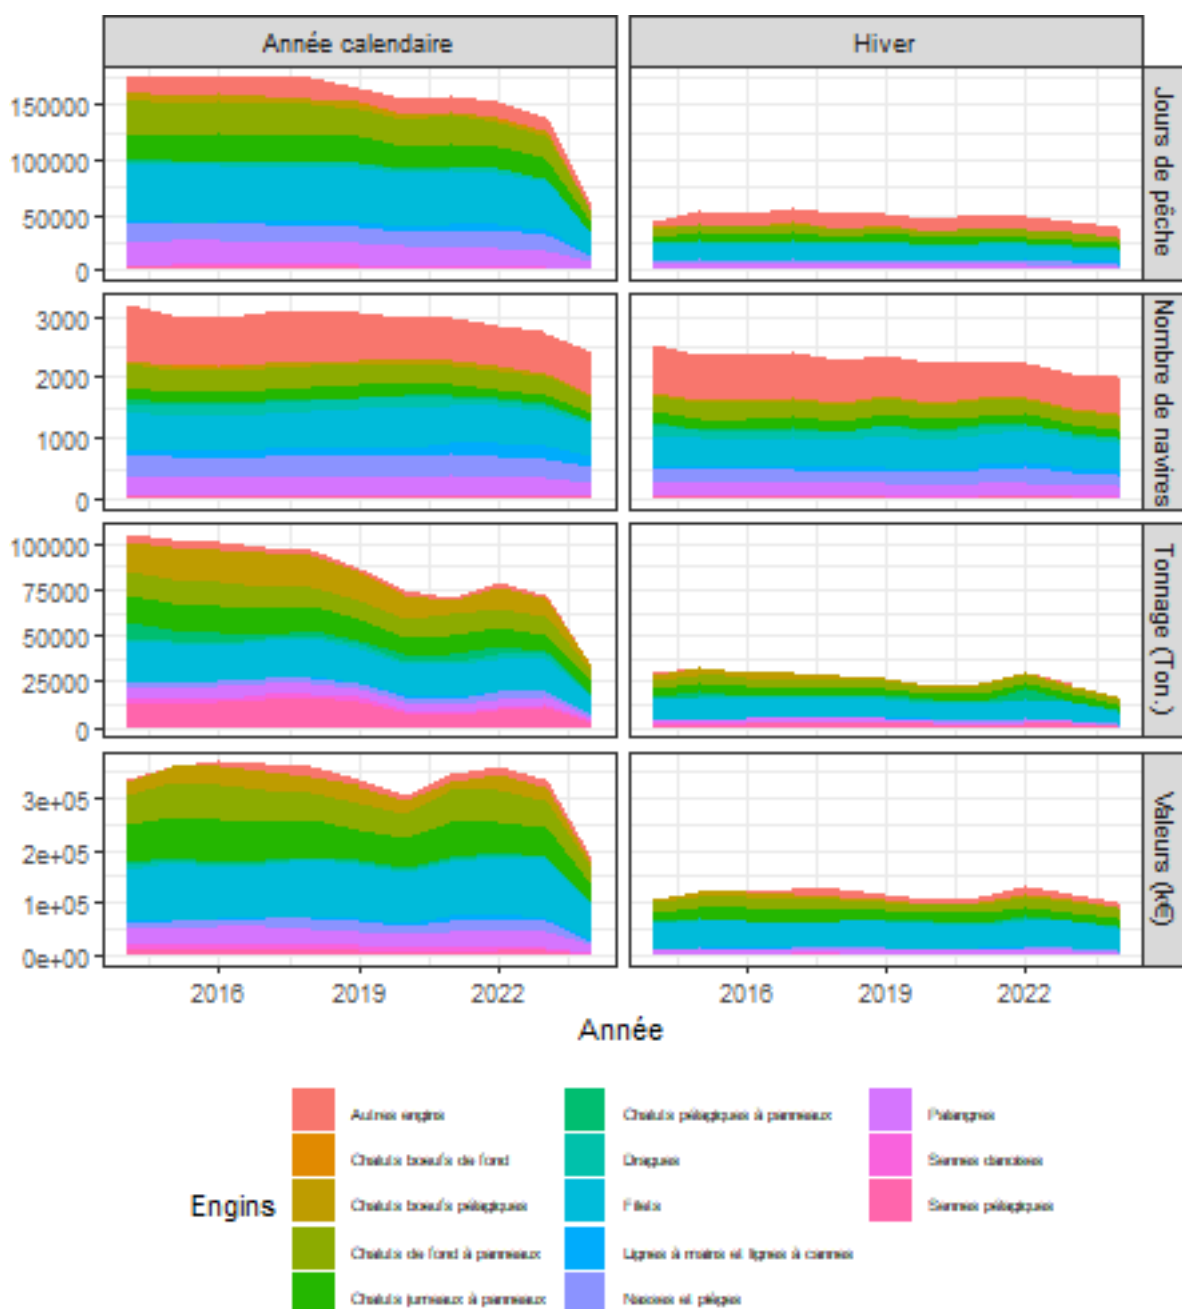 Année calendaire
Hiver
150000
100000
50000
0
Jours de pêche
3000
2000
1000
0
Nombre de navires
100000
75000
50000
25000
0
Tonnage (Ton.)
3e+05
2e+05
1e+05
0e+00
Valeurs (k€)
2016 2019 2022
2016 2019 2022
Année
Engins
Autres engins
Chaluts boeufs de fond
Chaluts boeufs pélagiques
Chaluts de fond à panneaux
Chaluts jumeaux à panneaux
Chaluts pélagiques à panneaux
Dragues
Filets
Lignes à mains et lignes à cannes
Nasses et pièges
Palangres
Sennes danoises
Sennes pélagiques